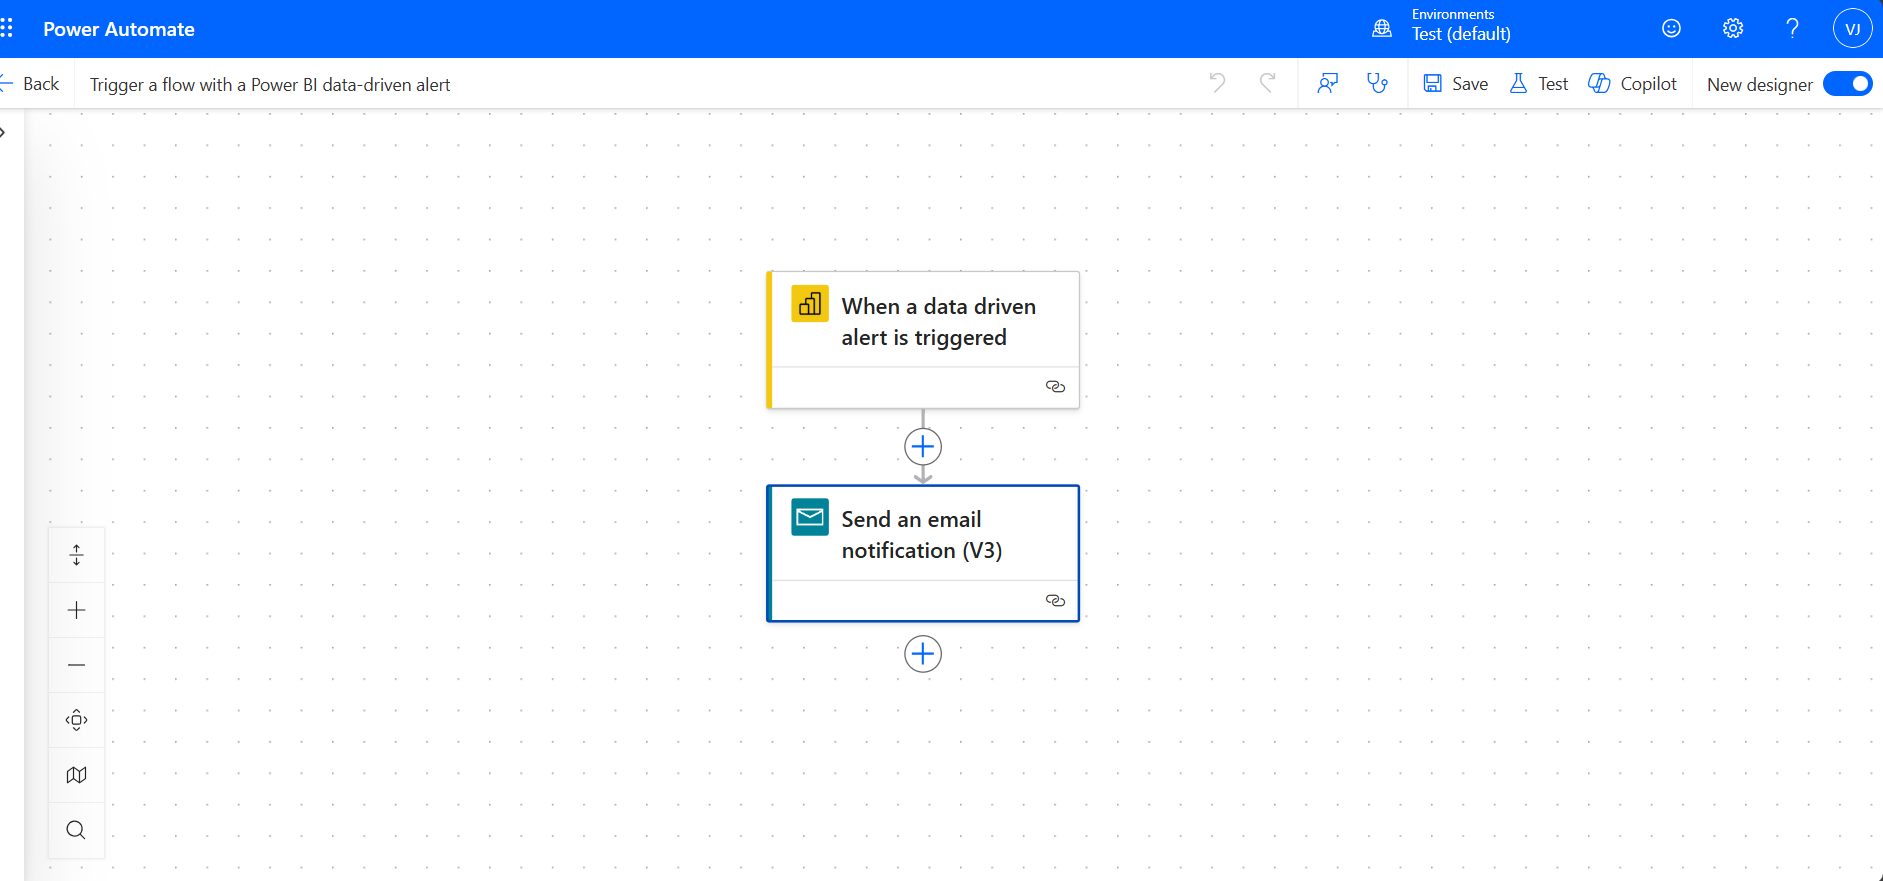 Power Automate
Environments
Test (default)
VJ
Back
Trigger a flow with a Power BI data-driven alert
Save
Test
Copilot
New designer
When a data driven
alert is triggered
Send an email
notification (V3)